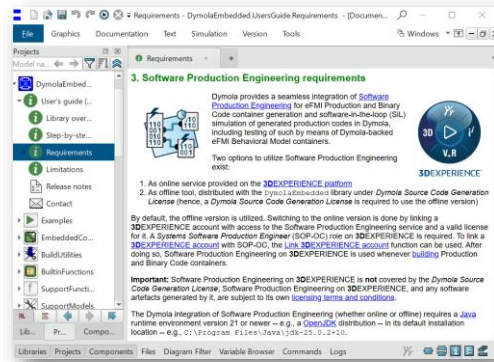 Requirements - DymolaEmbedded.UsersGuide.Requirements - [Documen...
File Graphics Documentation Text Simulation Version Tools Windows
Projects
Model na...
Requirements
DymolaEmbed...
User's guide (...
Library over...
Step-by-ste...
Requirements
Limitations
Release notes
Contact
Examples
EmbeddedCo...
BuildUtilities
BuiltinFunctions
SupportFuncti...
SupportModels
Lib... Pr... Compo...
3. Software Production Engineering requirements
Dymola provides a seamless integration of Software
Production Engineering for eFMI Production and Binary
Code container generation and software-in-the-loop (SiL)
simulation of generated production codes in Dymola,
including testing of such by means of Dymola-backed
eFMI Behavioral Model containers.
Two options to utilize Software Production Engineering
exist:
110
001
110
010
110
3D
V.R
3DEXPERIENCE
1. As online service provided on the 3DEXPERIENCE platform
2. As offline tool, distributed with the DymolaEmbedded library under Dymola Source Code Generation
License (hence, a Dymola Source Code Generation License is required to use the offline version)
By default, the offline version is utilized. Switching to the online version is done by linking a
3DEXPERIENCE account with access to the Software Production Engineering service and a valid license
for it. A Systems Software Production Engineer (SOP-OC) role on 3DEXPERIENCE is required. To link a
3DEXPERIENCE account with SOP-OC, the Link 3DEXPERIENCE account function can be used. After
doing so, Software Production Engineering on 3DEXPERIENCE is used whenever building Production
and Binary Code containers.
Important: Software Production Engineering on 3DEXPERIENCE is not covered by the Dymola Source
Code Generation License; Software Production Engineering on 3DEXPERIENCE, and any software
artefacts generated by it, are subject to its own licensing terms and conditions.
The Dymola integration of Software Production Engineering (whether online or offline) requires a Java
runtime environment version 21 or newer -- e.g., a OpenJDK distribution -- in its default installation
location -- e.g., C:\Program Files\Java\jdk-25.0.2+10.
Libraries Projects Components Files Diagram Filter Variable Browser Commands Logs